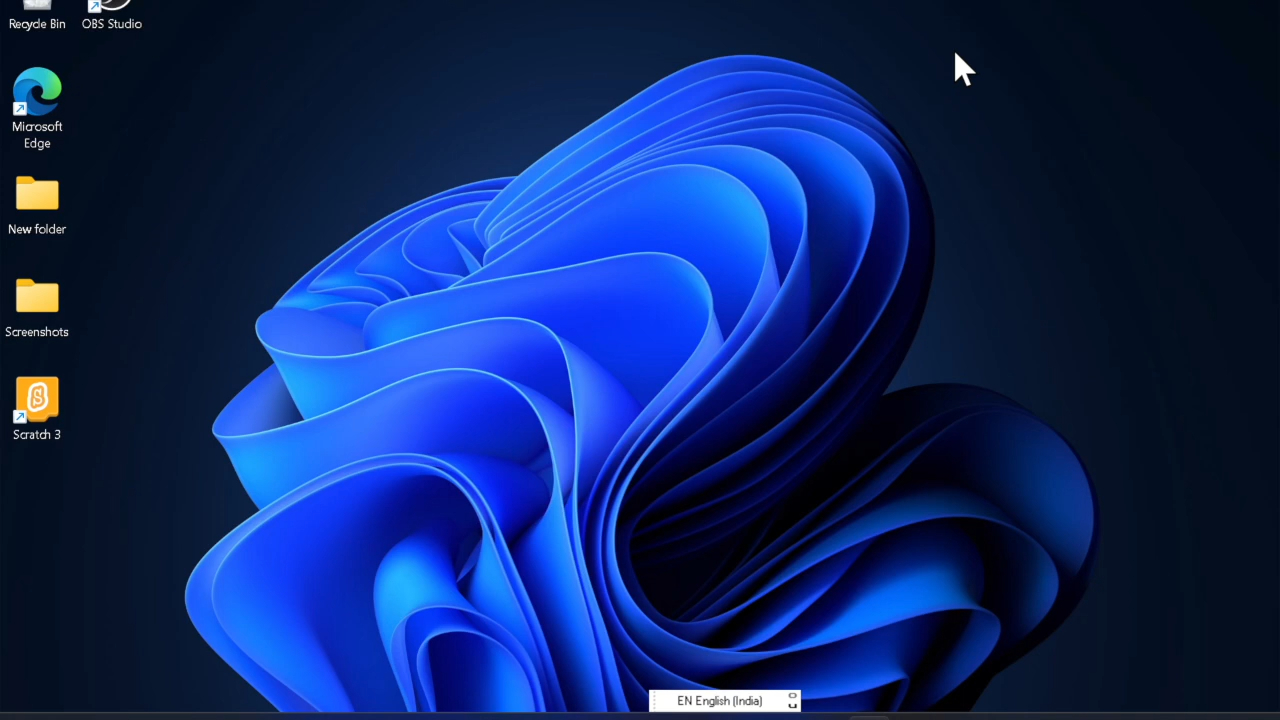 Recycle Bin
OBS Studio
Microsoft
Edge
New folder
Screenshots
Scratch 3
EN English (India)